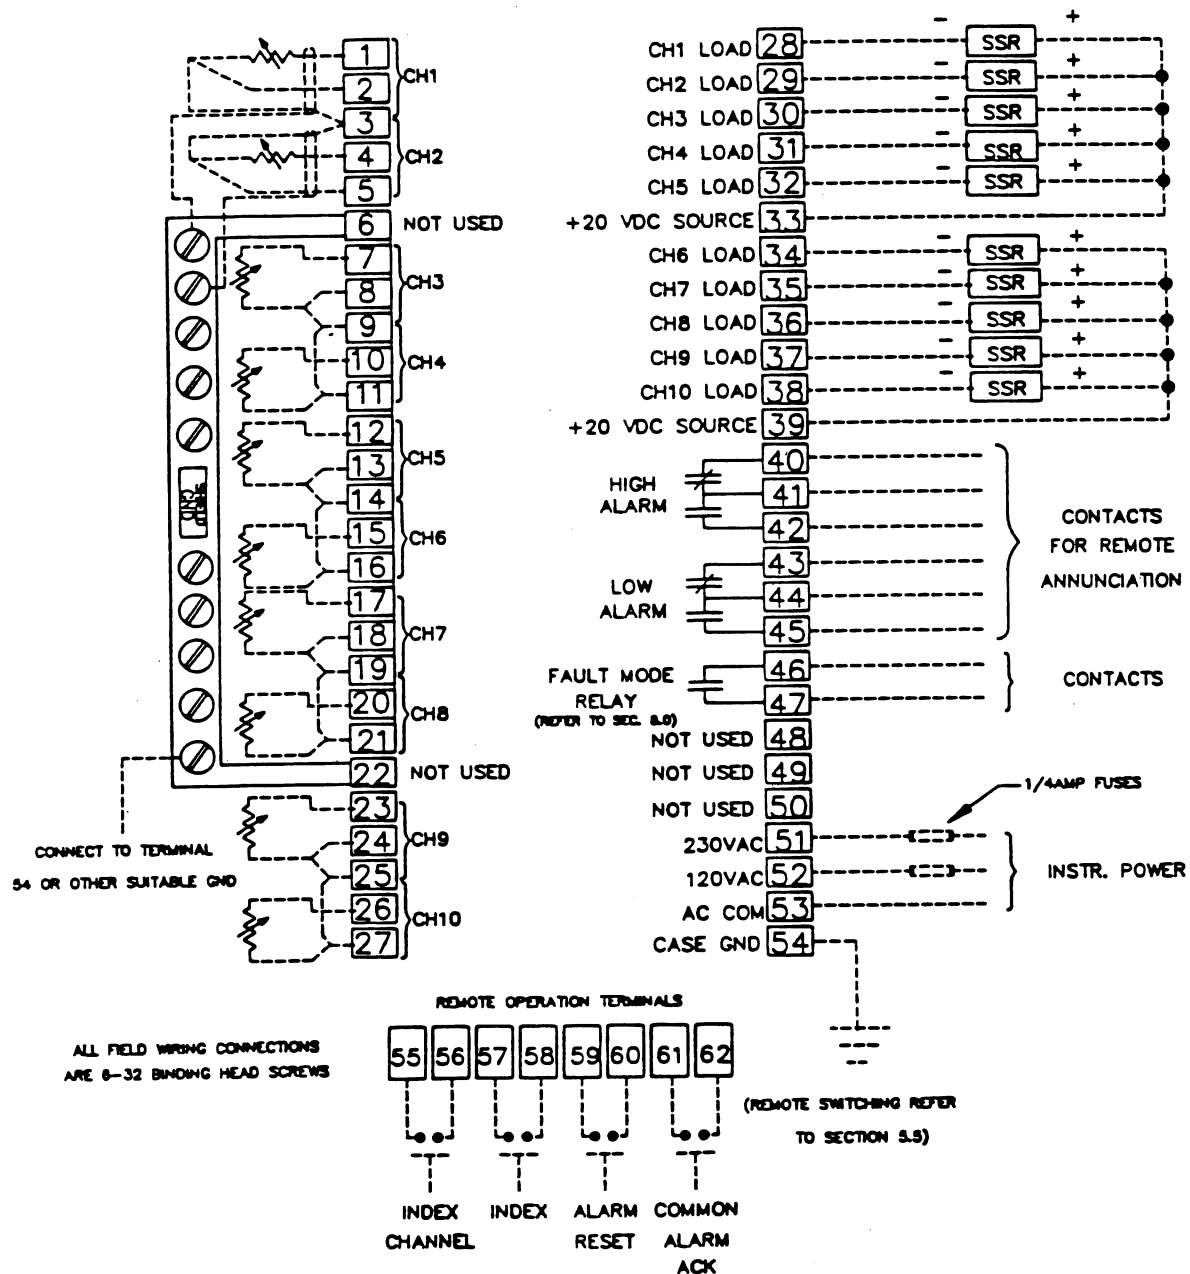 1
2
CH1
3
4
CH2
5
6 NOT USED
7
8
CH3
9
10
CH4
11
12
13
CH5
14
15
CH6
16
17
18
CH7
19
20
CH8
21
22 NOT USED
23
24
CH9
25
26
CH10
27
GND
CONNECT TO TERMINAL
54 OR OTHER SUITABLE GND
CH1 LOAD 28 - SSR +
CH2 LOAD 29 - SSR +
CH3 LOAD 30 - SSR +
CH4 LOAD 31 - SSR +
CH5 LOAD 32 - SSR +
+20 VDC SOURCE 33
CH6 LOAD 34 - SSR +
CH7 LOAD 35 - SSR +
CH8 LOAD 36 - SSR +
CH9 LOAD 37 - SSR +
CH10 LOAD 38 - SSR +
+20 VDC SOURCE 39
HIGH
ALARM
40
41
42
LOW
ALARM
43
44
45
CONTACTS
FOR REMOTE
ANNUNCIATION
FAULT MODE
RELAY
(REFER TO SEC. 8.0)
46
47
CONTACTS
NOT USED 48
NOT USED 49
NOT USED 50
1/4AMP FUSES
230VAC 51
120VAC 52
AC COM 53
INSTR. POWER
CASE GND 54
REMOTE OPERATION TERMINALS
ALL FIELD WIRING CONNECTIONS
ARE 6-32 BINDING HEAD SCREWS
55 56 57 58 59 60 61 62
(REMOTE SWITCHING REFER
TO SECTION 5.5)
INDEX
CHANNEL
INDEX
ALARM
RESET
COMMON
ALARM
ACK